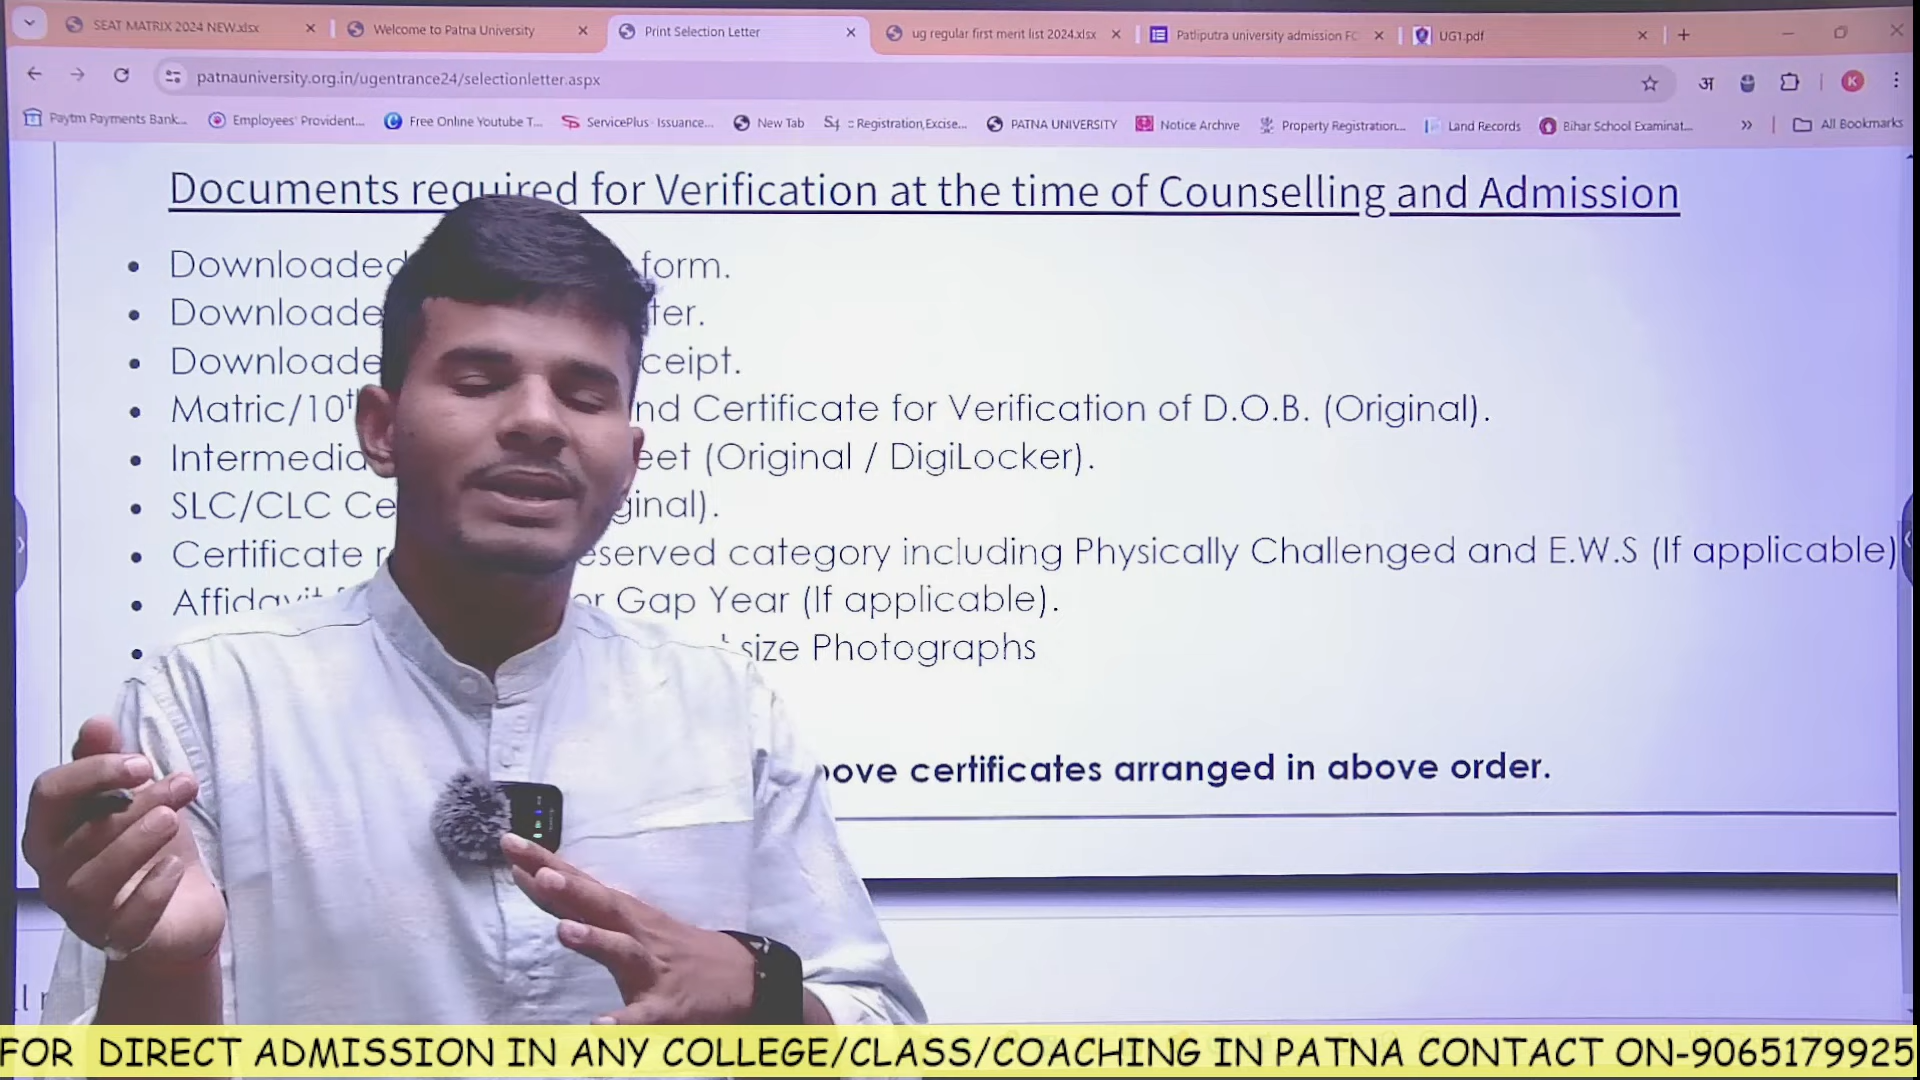 SEAT MATRIX 2024 NEW.xlsx
Welcome to Patna University
Print Selection Letter
ug regular first merit list 2024.xlsx
Patliputra university admission FO
UG1.pdf
patnauniversity.org.in/ugentrance24/selectionletter.aspx
अ
K
Paytm Payments Bank...
Employees' Provident...
Free Online Youtube T...
ServicePlus- Issuance...
New Tab
:: Registration,Excise...
PATNA UNIVERSITY
Notice Archive
Property Registration...
Land Records
Bihar School Examinat...
All Bookmarks
Documents required for Verification at the time of Counselling and Admission
• Downloaded form.
• Downloade ter.
• Downloade ceipt.
• Matric/10th nd Certificate for Verification of D.O.B. (Original).
• Intermedia eet (Original / DigiLocker).
• SLC/CLC Ce ginal).
• Certificate r eserved category including Physically Challenged and E.W.S (If applicable)
• Affidavit or Gap Year (If applicable).
• size Photographs
ove certificates arranged in above order.
FOR DIRECT ADMISSION IN ANY COLLEGE/CLASS/COACHING IN PATNA CONTACT ON-9065179925